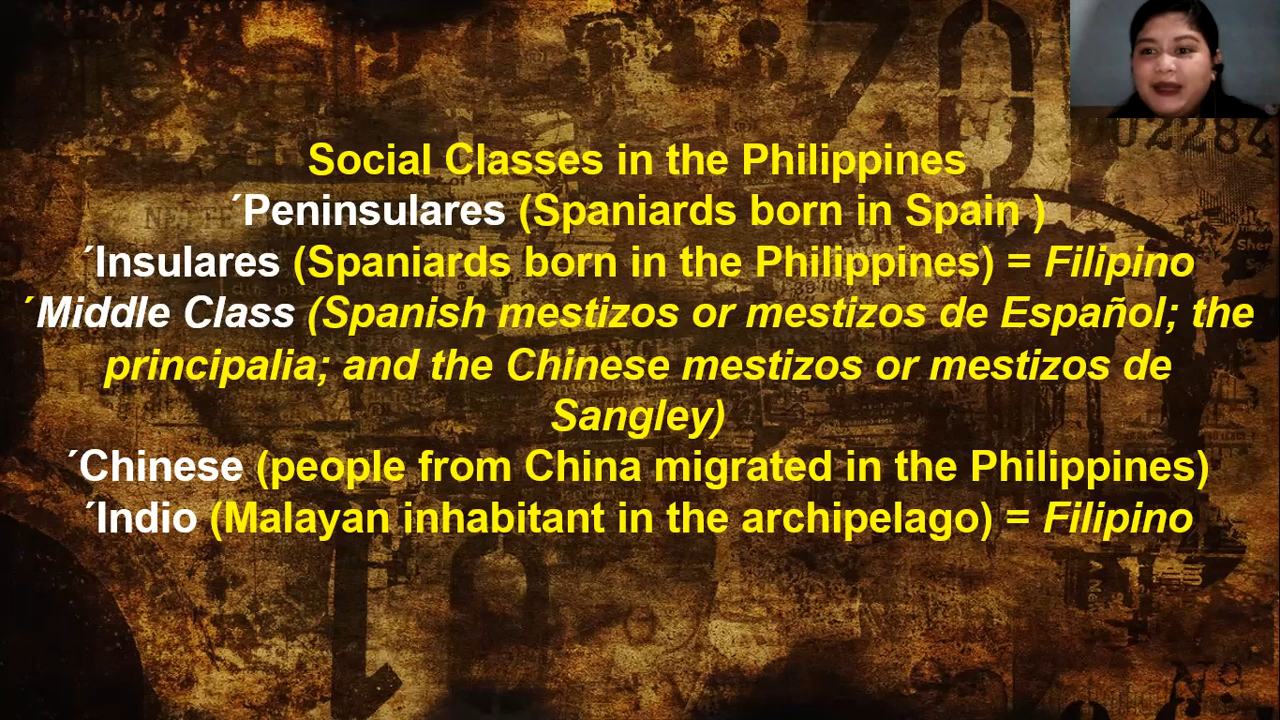 Social Classes in the Philippines
´Peninsulares (Spaniards born in Spain )
´Insulares (Spaniards born in the Philippines) = Filipino
´Middle Class (Spanish mestizos or mestizos de Español; the
principalia; and the Chinese mestizos or mestizos de
Sangley)
´Chinese (people from China migrated in the Philippines)
´Indio (Malayan inhabitant in the archipelago) = Filipino
02284